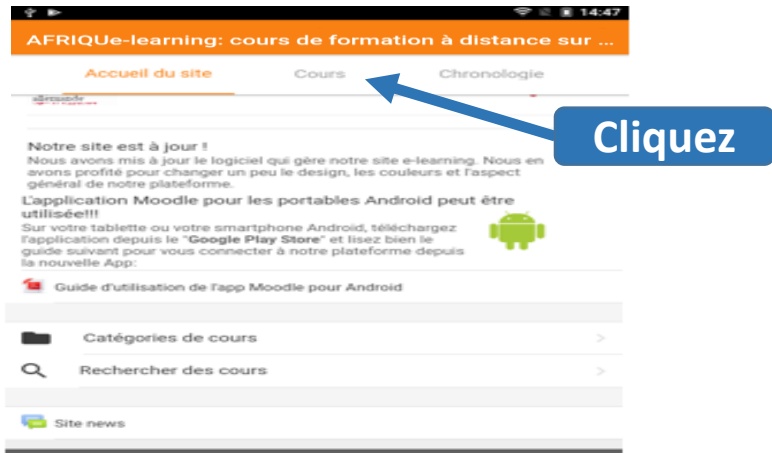 14:47
AFRIQUe-learning: cours de formation à distance sur ...
Accueil du site Cours Chronologie
Cliquez
Notre site est à jour !
Nous avons mis à jour le logiciel qui gère notre site e-learning. Nous en
avons profité pour changer un peu le design, les couleurs et l'aspect
général de notre plateforme.
L'application Moodle pour les portables Android peut être
utilisée!!!
Sur votre tablette ou votre smartphone Android, téléchargez
l'application depuis le "Google Play Store" et lisez bien le
guide suivant pour vous connecter à notre plateforme depuis
la nouvelle App:
Guide d'utilisation de l'app Moodle pour Android
Catégories de cours
Rechercher des cours
Site news